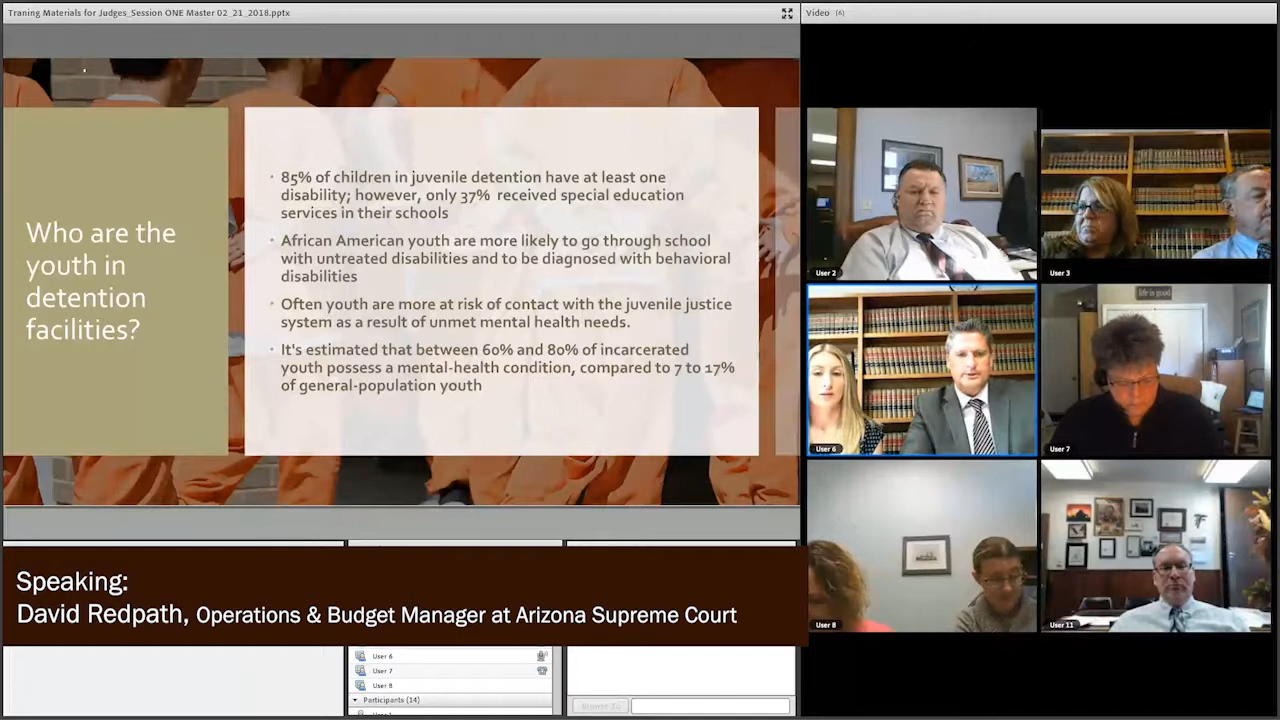 Traning Materials for Judges_Session ONE Master 02_21_2018.pptx
Video (6)
Who are the
youth in
detention
facilities?
85% of children in juvenile detention have at least one
disability; however, only 37% received special education
services in their schools
African American youth are more likely to go through school
with untreated disabilities and to be diagnosed with behavioral
disabilities
Often youth are more at risk of contact with the juvenile justice
system as a result of unmet mental health needs.
It's estimated that between 60% and 80% of incarcerated
youth possess a mental-health condition, compared to 7 to 17%
of general-population youth
User 2
User 3
life is good
User 6
User 7
User 8
User 11
Speaking:
David Redpath, Operations & Budget Manager at Arizona Supreme Court
User 6
User 7
User 8
Participants (14)
Browse To